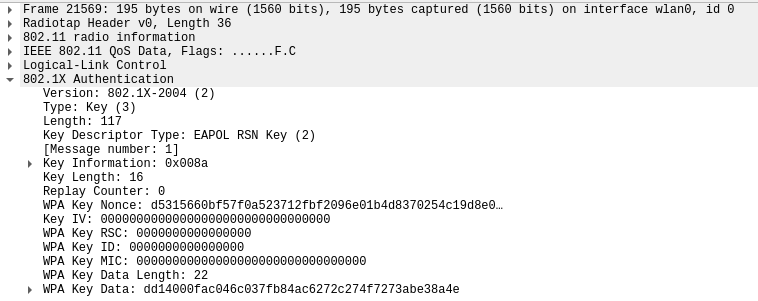 Frame 21569: 195 bytes on wire (1560 bits), 195 bytes captured (1560 bits) on interface wlan0, id 0
Radiotap Header v0, Length 36
802.11 radio information
IEEE 802.11 QoS Data, Flags: ......F.C
Logical-Link Control
802.1X Authentication
Version: 802.1X-2004 (2)
Type: Key (3)
Length: 117
Key Descriptor Type: EAPOL RSN Key (2)
[Message number: 1]
Key Information: 0x008a
Key Length: 16
Replay Counter: 0
WPA Key Nonce: d5315660bf57f0a523712fbf2096e01b4d8370254c19d8e0…
Key IV: 00000000000000000000000000000000
WPA Key RSC: 0000000000000000
WPA Key ID: 0000000000000000
WPA Key MIC: 00000000000000000000000000000000
WPA Key Data Length: 22
WPA Key Data: dd14000fac046c037fb84ac6272c274f7273abe38a4e